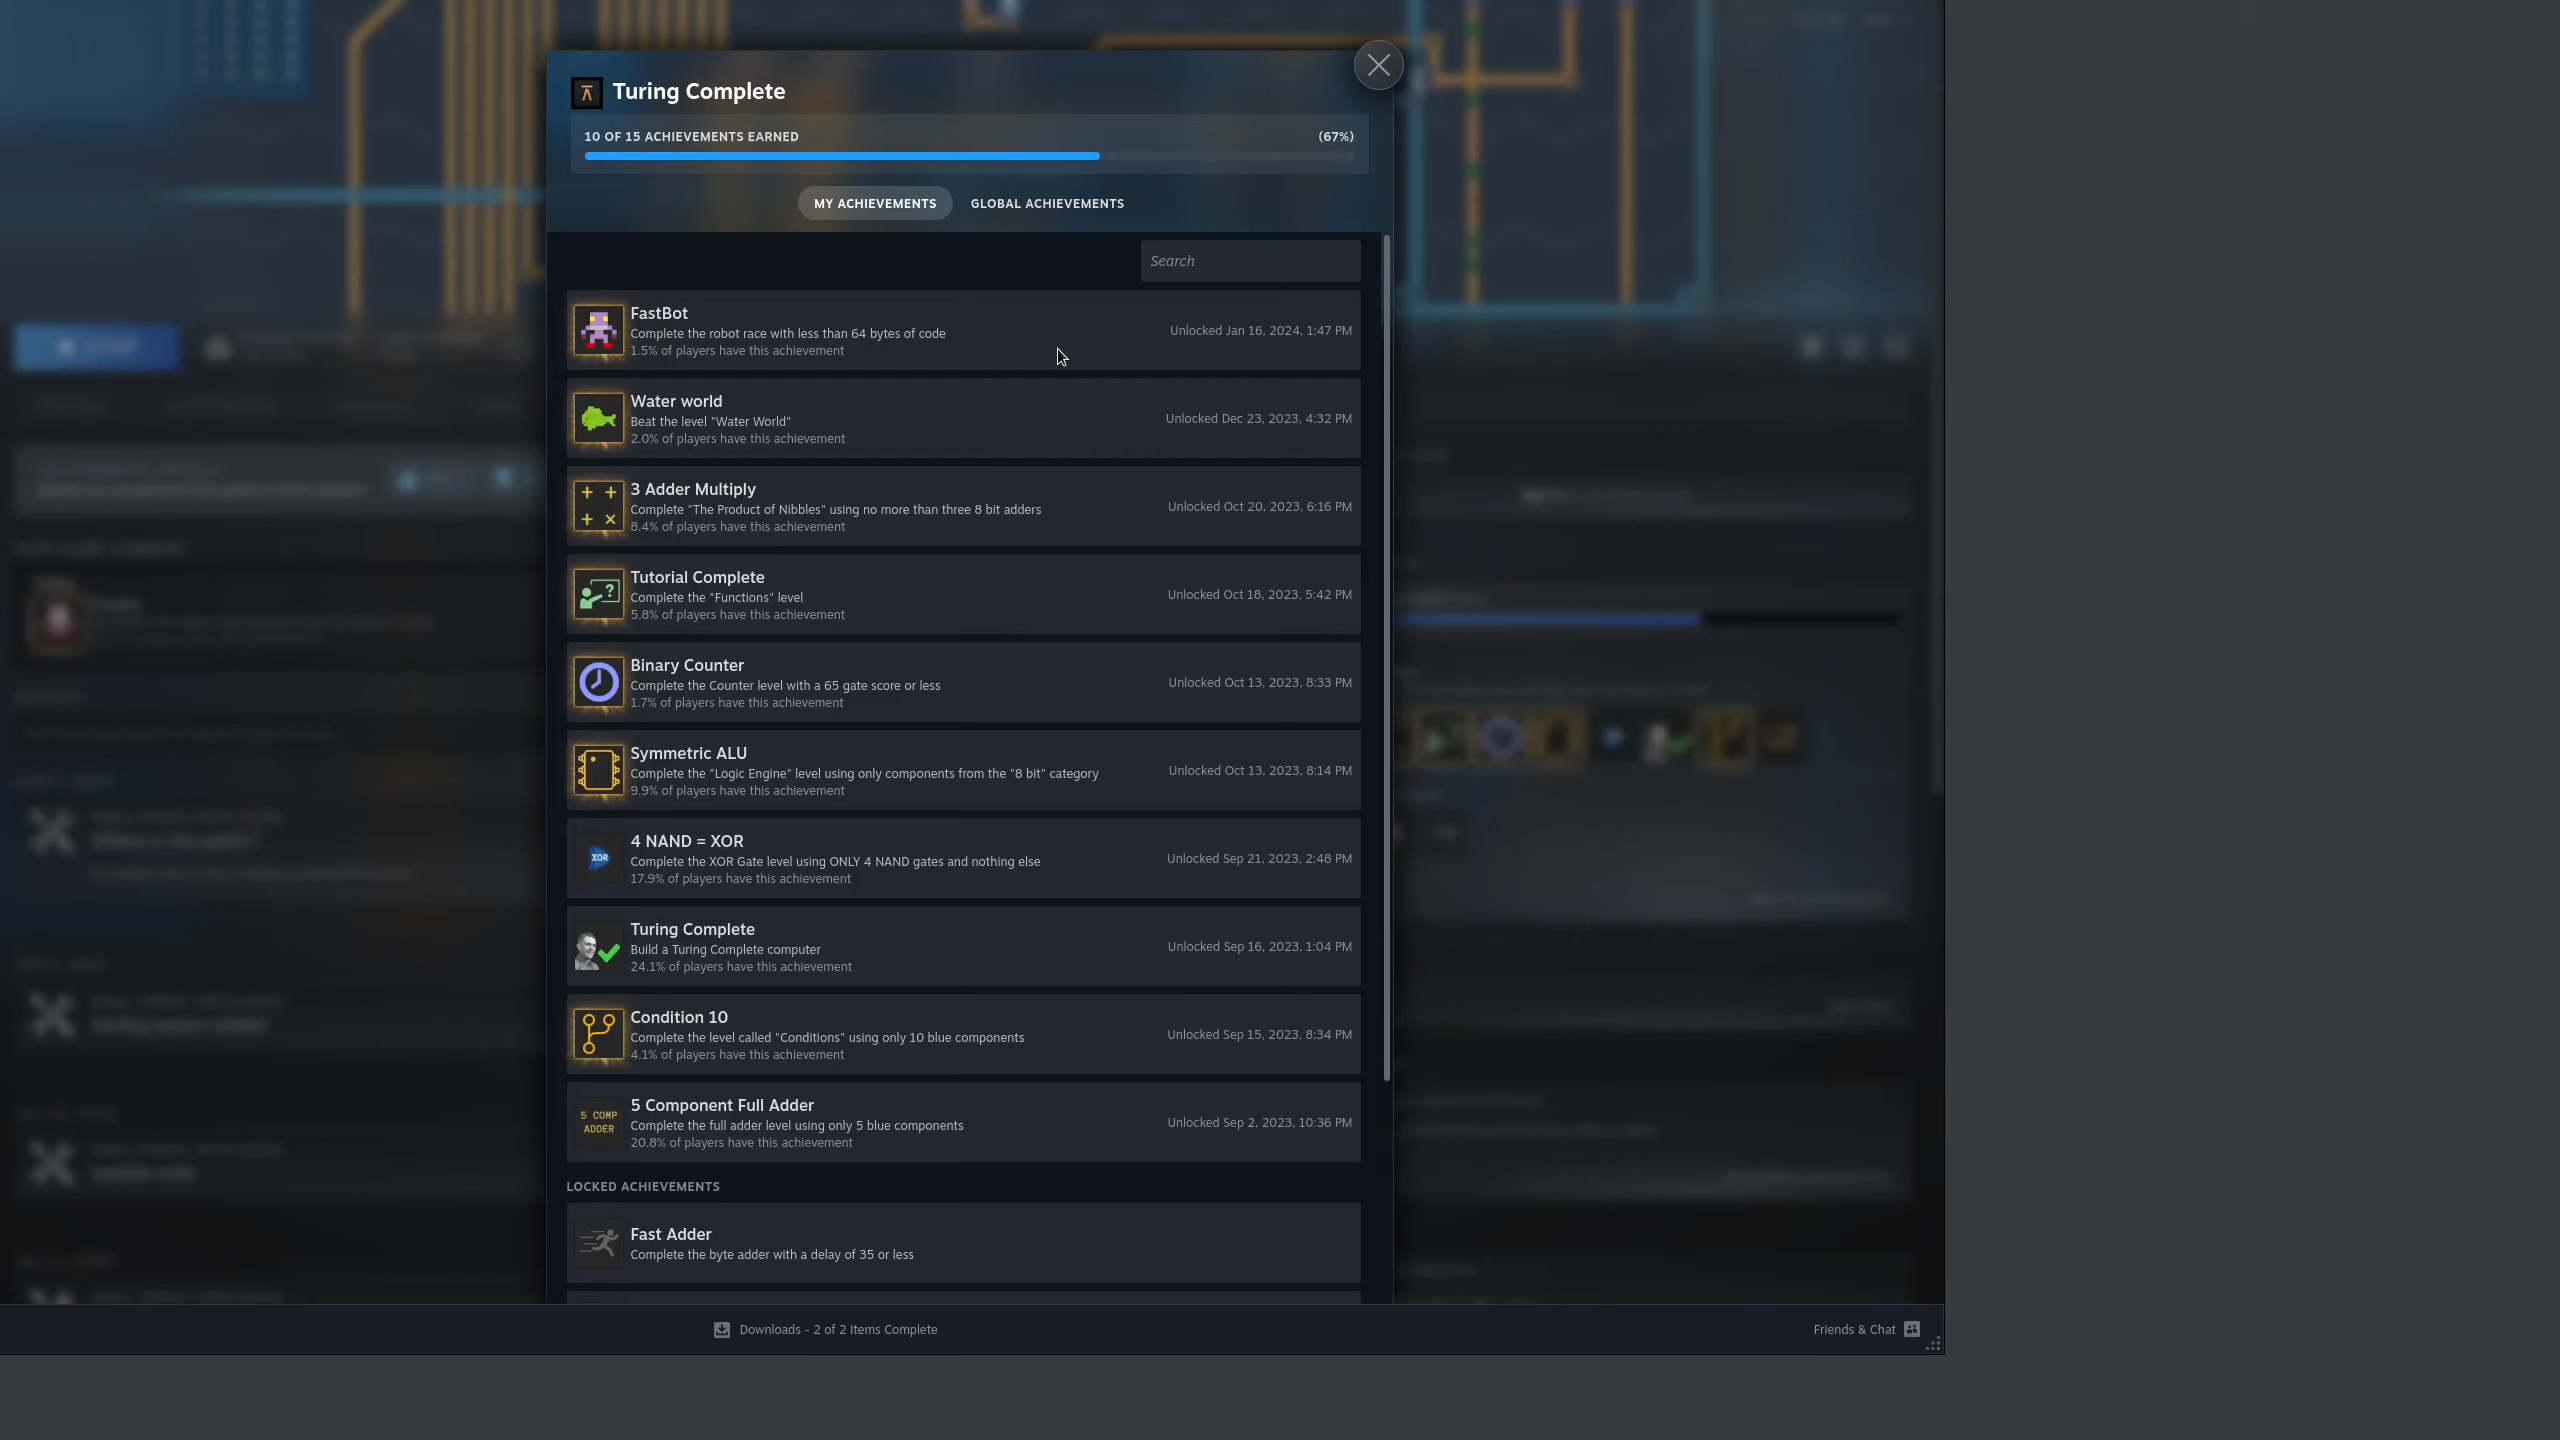 Turing Complete
10 OF 15 ACHIEVEMENTS EARNED
(67%)
MY ACHIEVEMENTS
GLOBAL ACHIEVEMENTS
Search
FastBot
Complete the robot race with less than 64 bytes of code
1.5% of players have this achievement
Unlocked Jan 16, 2024, 1:47 PM
Water world
Beat the level "Water World"
2.0% of players have this achievement
Unlocked Dec 23, 2023, 4:32 PM
3 Adder Multiply
Complete "The Product of Nibbles" using no more than three 8 bit adders
8.4% of players have this achievement
Unlocked Oct 20, 2023, 6:16 PM
Tutorial Complete
Complete the "Functions" level
5.8% of players have this achievement
Unlocked Oct 18, 2023, 5:42 PM
Binary Counter
Complete the Counter level with a 65 gate score or less
1.7% of players have this achievement
Unlocked Oct 13, 2023, 8:33 PM
Symmetric ALU
Complete the "Logic Engine" level using only components from the "8 bit" category
9.9% of players have this achievement
Unlocked Oct 13, 2023, 8:14 PM
XOR
4 NAND = XOR
Complete the XOR Gate level using ONLY 4 NAND gates and nothing else
17.9% of players have this achievement
Unlocked Sep 21, 2023, 2:48 PM
Turing Complete
Build a Turing Complete computer
24.1% of players have this achievement
Unlocked Sep 16, 2023, 1:04 PM
Condition 10
Complete the level called "Conditions" using only 10 blue components
4.1% of players have this achievement
Unlocked Sep 15, 2023, 8:34 PM
5 COMP
ADDER
5 Component Full Adder
Complete the full adder level using only 5 blue components
20.8% of players have this achievement
Unlocked Sep 2, 2023, 10:36 PM
LOCKED ACHIEVEMENTS
Fast Adder
Complete the byte adder with a delay of 35 or less
Downloads - 2 of 2 Items Complete
Friends & Chat